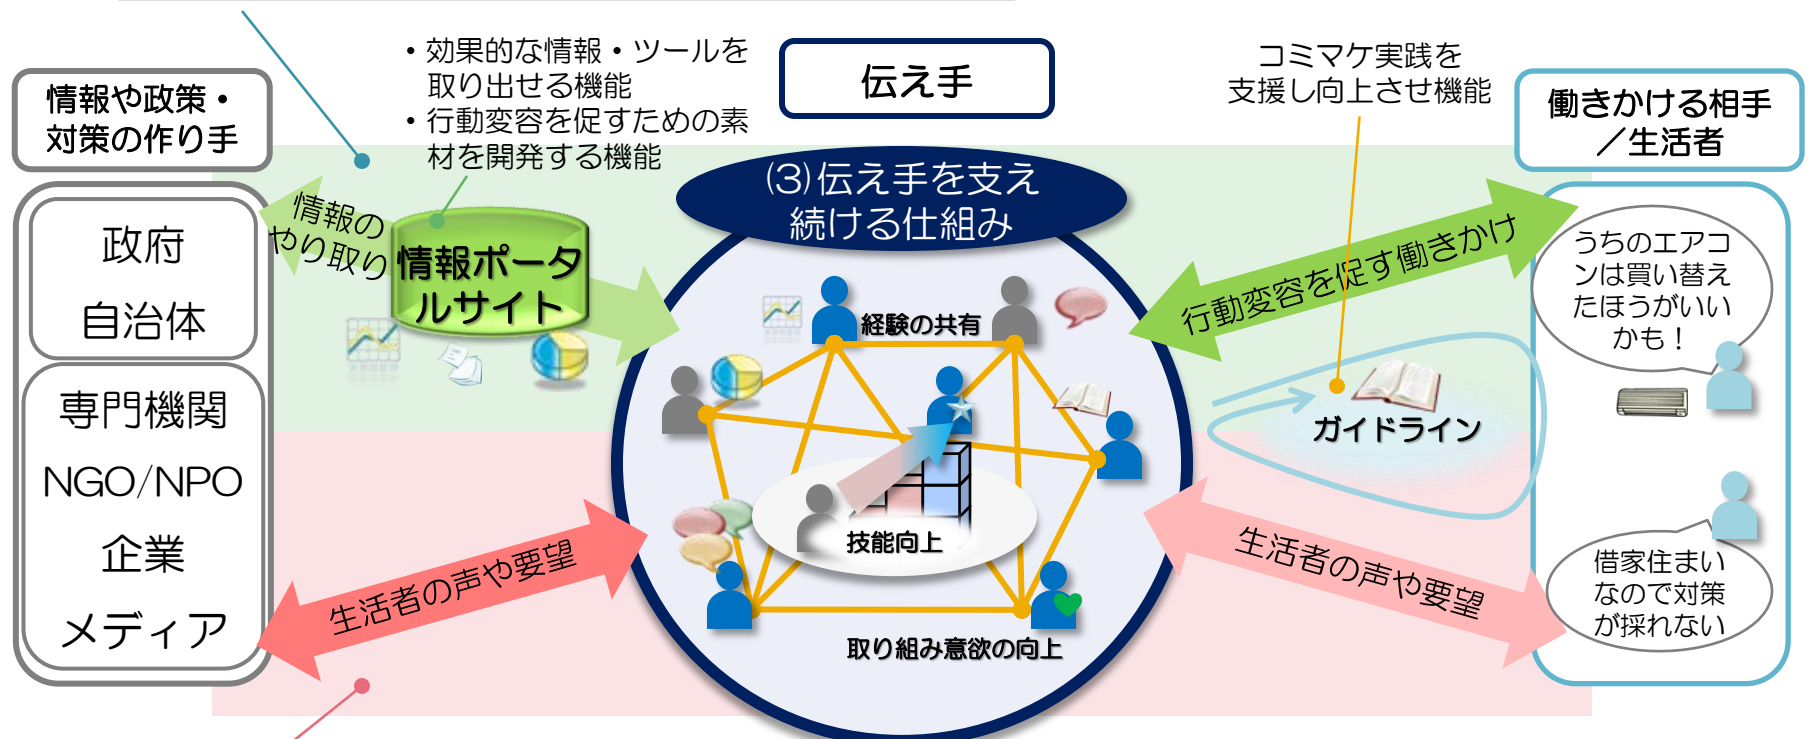 ・効果的な情報・ツールを
取り出せる機能
・行動変容を促すための素
材を開発する機能
伝え手
コミマケ実践を
支援し向上させ機能
情報や政策・
対策の作り手
働きかける相手
／生活者
(3)伝え手を支え
続ける仕組み
政府
自治体
専門機関
NGO/NPO
企業
メディア
情報の
やり取り
情報ポータ
ルサイト
経験の共有
技能向上
取り組み意欲の向上
行動変容を促す働きかけ
ガイドライン
生活者の声や要望
生活者の声や要望
うちのエアコ
ンは買い替え
たほうがいい
かも！
借家住まい
なので対策
が採れない